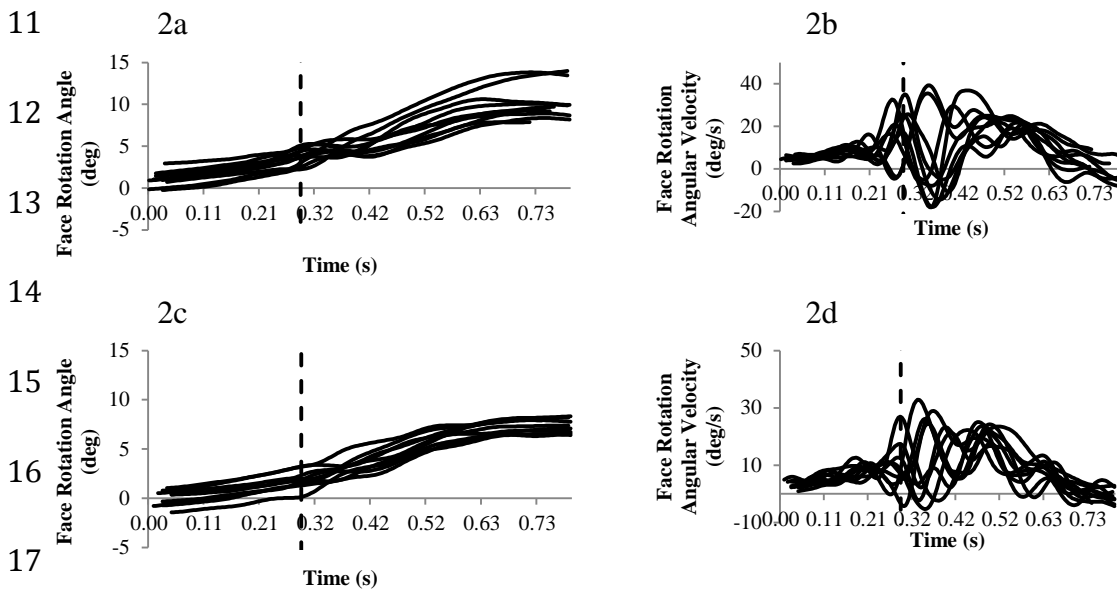 11
2a
2b
Face Rotation Angle
(deg)
15
10
5
0
-5
0.00 0.11 0.21 0.32 0.42 0.52 0.63 0.73
Time (s)
Face Rotation
Angular Velocity
(deg/s)
40
20
0
-20
0.00 0.11 0.21 0.32 0.42 0.52 0.63 0.73
Time (s)
12
13
14
2c
2d
Face Rotation Angle
(deg)
15
10
5
0
-5
0.00 0.11 0.21 0.32 0.42 0.52 0.63 0.73
Time (s)
Face Rotation
Angular Velocity
(deg/s)
50
30
10
-10
0.00 0.11 0.21 0.32 0.42 0.52 0.63 0.73
Time (s)
15
16
17